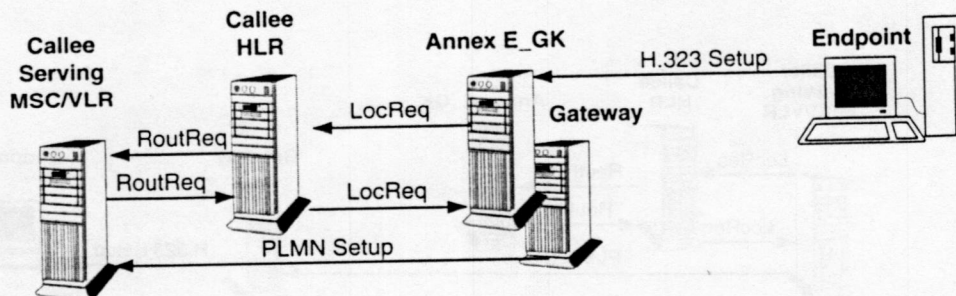 Callee
Serving
MSC/VLR
Callee
HLR
Annex E_GK
Endpoint
H.323 Setup
Gateway
LocReq
RoutReq
RoutReq
LocReq
PLMN Setup